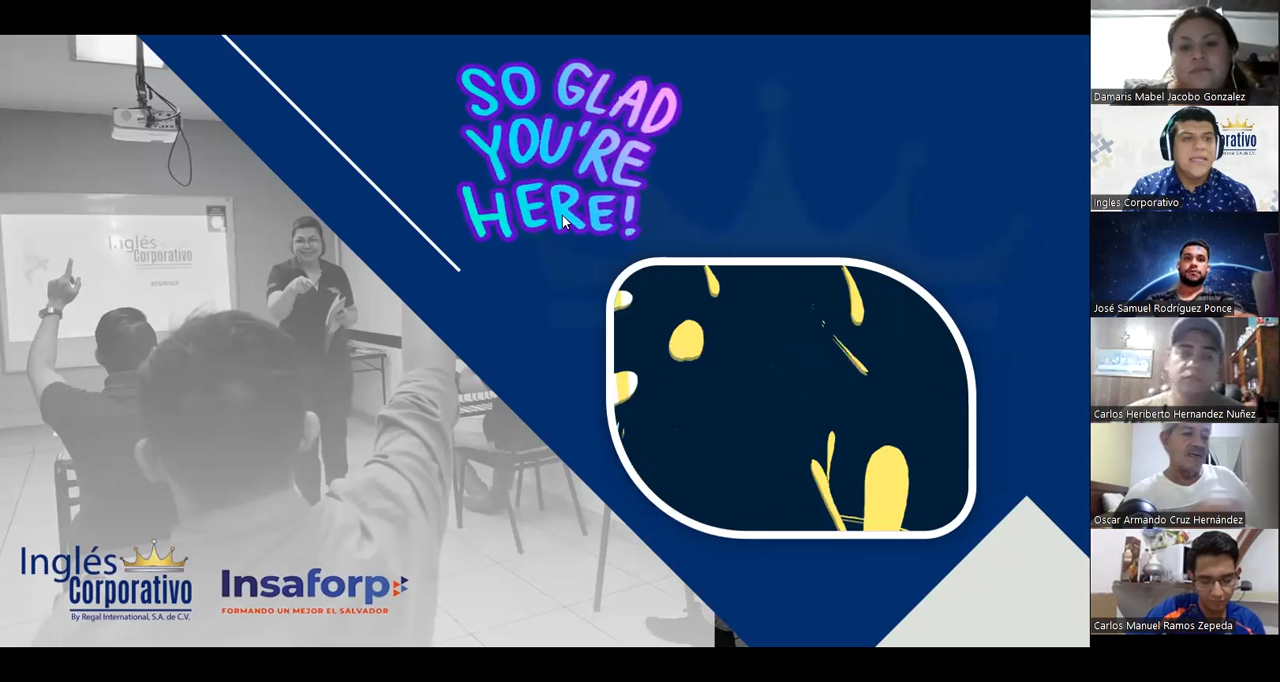 SO GLAD
YOU'RE
HERE!
Inglés
Corporativo
Inglés
Corporativo
By Regal International, S.A. de C.V.
Insaforp
FORMANDO UN MEJOR EL SALVADOR
Damaris Mabel Jacobo Gonzalez
orativo
Ingles Corporativo
José Samuel Rodríguez Ponce
Carlos Heriberto Hernandez Nuñez
Oscar Armando Cruz Hernández
Carlos Manuel Ramos Zepeda